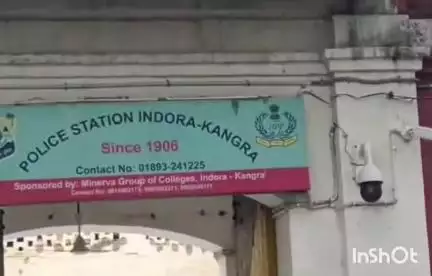 POLICE STATION INDORA-KANGRA
Since 1906
Contact No: 01893-241225
Sponsored by: Minerva Group of Colleges, Indora - Kangra
InShOt